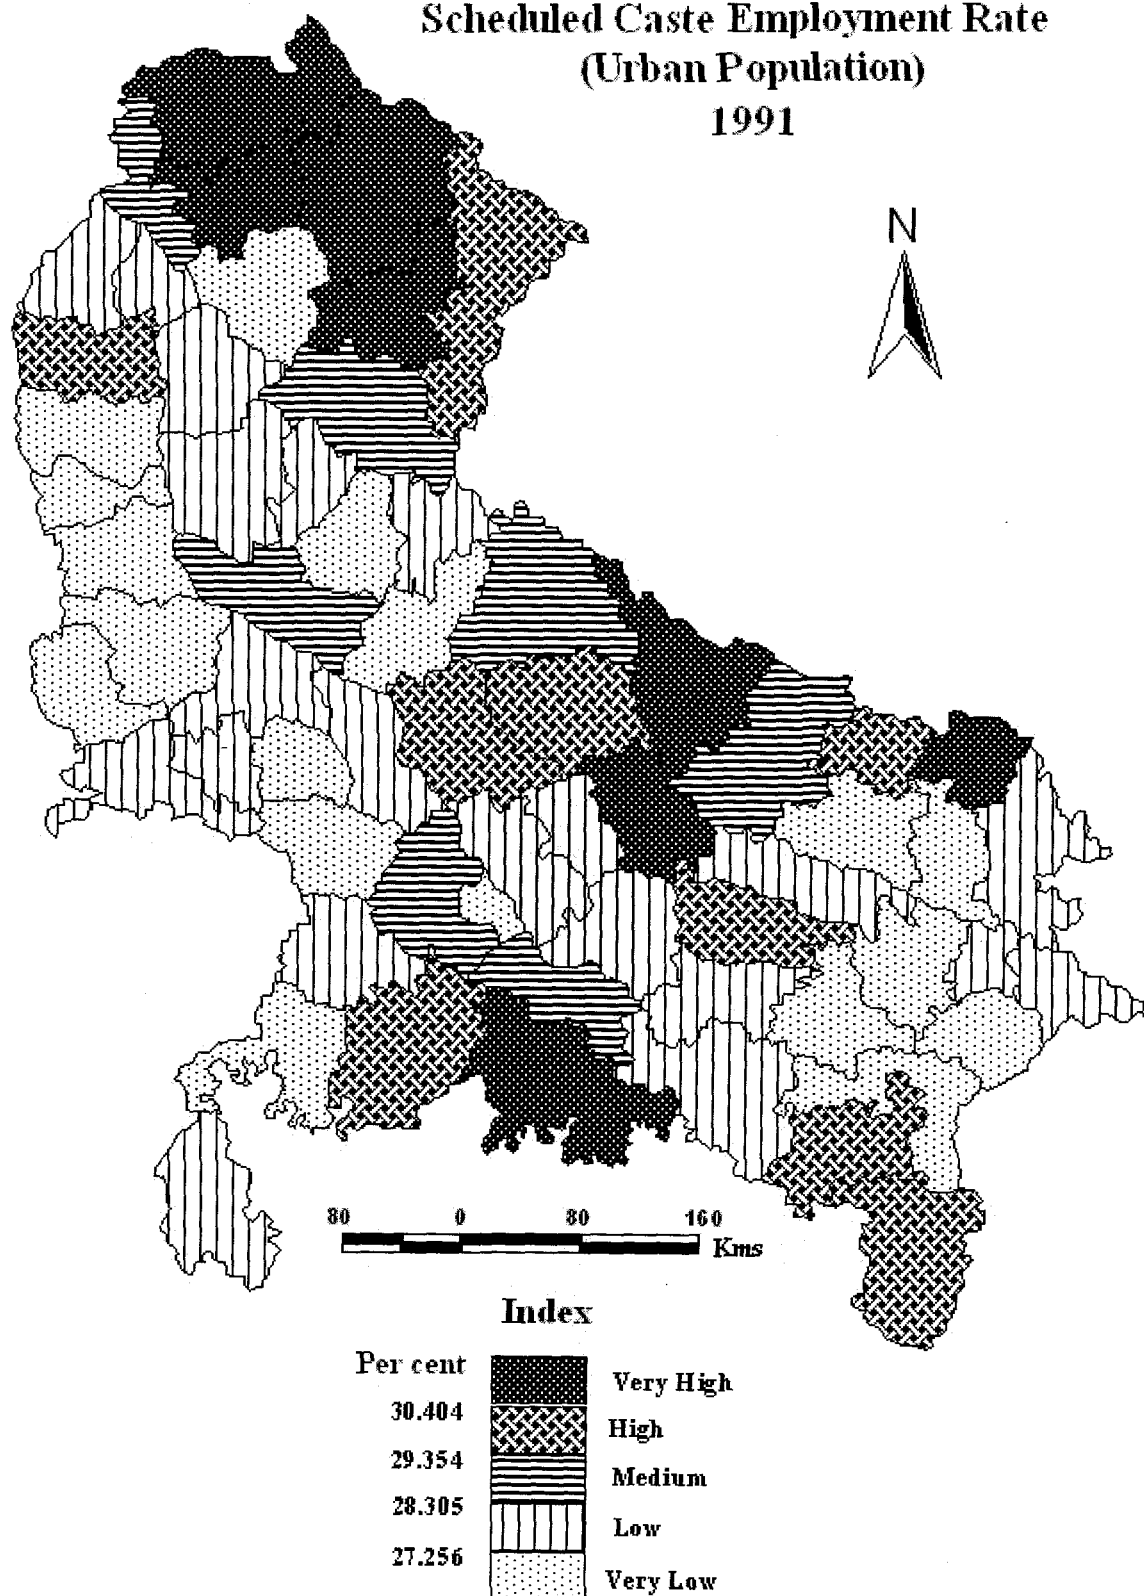 Scheduled Caste Employment Rate
(Urban Population)
1991
N
80 0 80 160
Kms
Index
Per cent
Very High
30.404
High
29.354
Medium
28.305
Low
27.256
Very Low